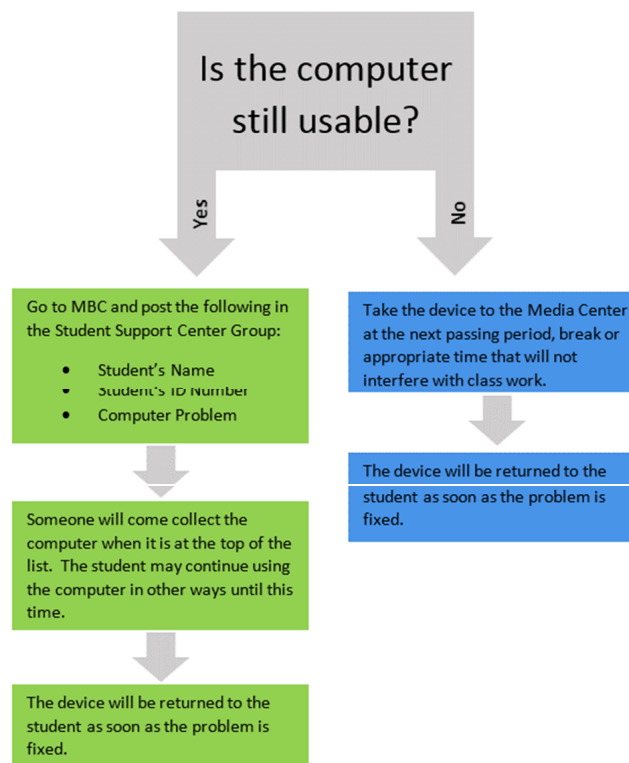 Is the computer
still usable?
Yes
No
Go to MBC and post the following in
the Student Support Center Group:
• Student's Name
• Student's ID Number
• Computer Problem
Someone will come collect the
computer when it is at the top of the
list. The student may continue using
the computer in other ways until this
time.
The device will be returned to the
student as soon as the problem is
fixed.
Take the device to the Media Center
at the next passing period, break or
appropriate time that will not
interfere with class work.
The device will be returned to the
student as soon as the problem is
fixed.